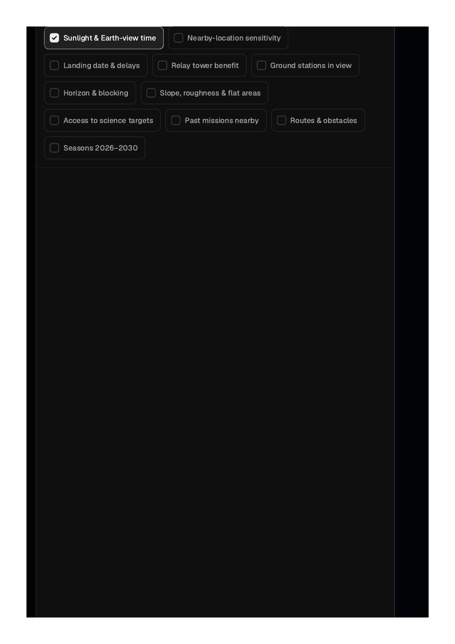 Sunlight & Earth-view time Nearby-location sensitivity
Landing date & delays Relay tower benefit Ground stations in view
Horizon & blocking Slope, roughness & flat areas
Access to science targets Past missions nearby Routes & obstacles
Seasons 2026–2030